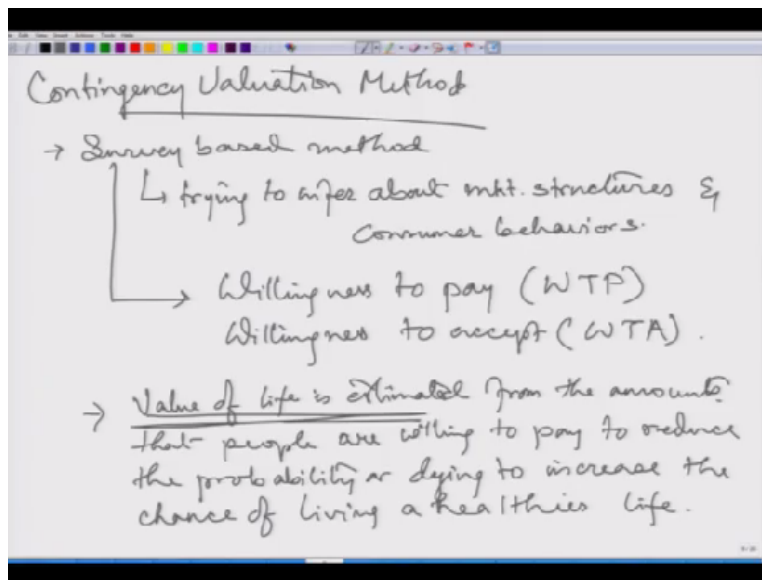 Contingency Valuation Method
→ Survey based method
↳ trying to infer about mkt. structures &
Consumer behaviors.
→ Willingness to pay (WTP)
Willingness to accept (WTA).
→ Value of life is estimated from the amounts
that people are willing to pay to reduce
the probability or dying to increase the
chance of living a healthier life.